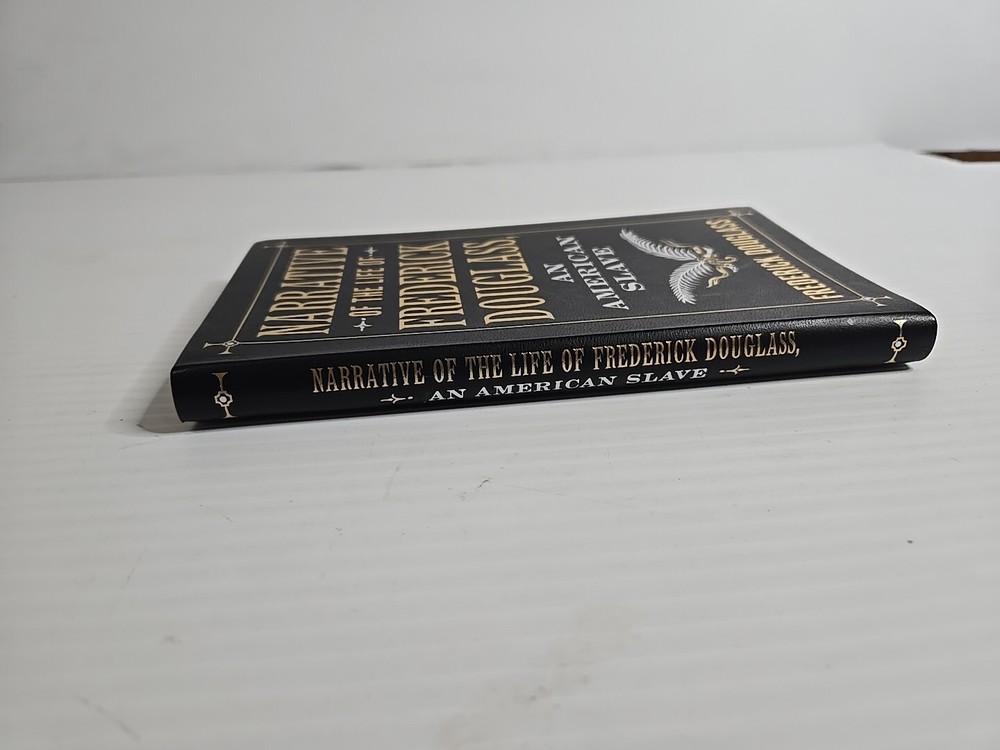 NARRATIVE
OF THE LIFE OF
FREDERICK
DOUGLASS,
AN
AMERICAN
SLAVE
FREDERICK DOUGLASS
NARRATIVE OF THE LIFE OF FREDERICK DOUGLASS,
AN AMERICAN SLAVE